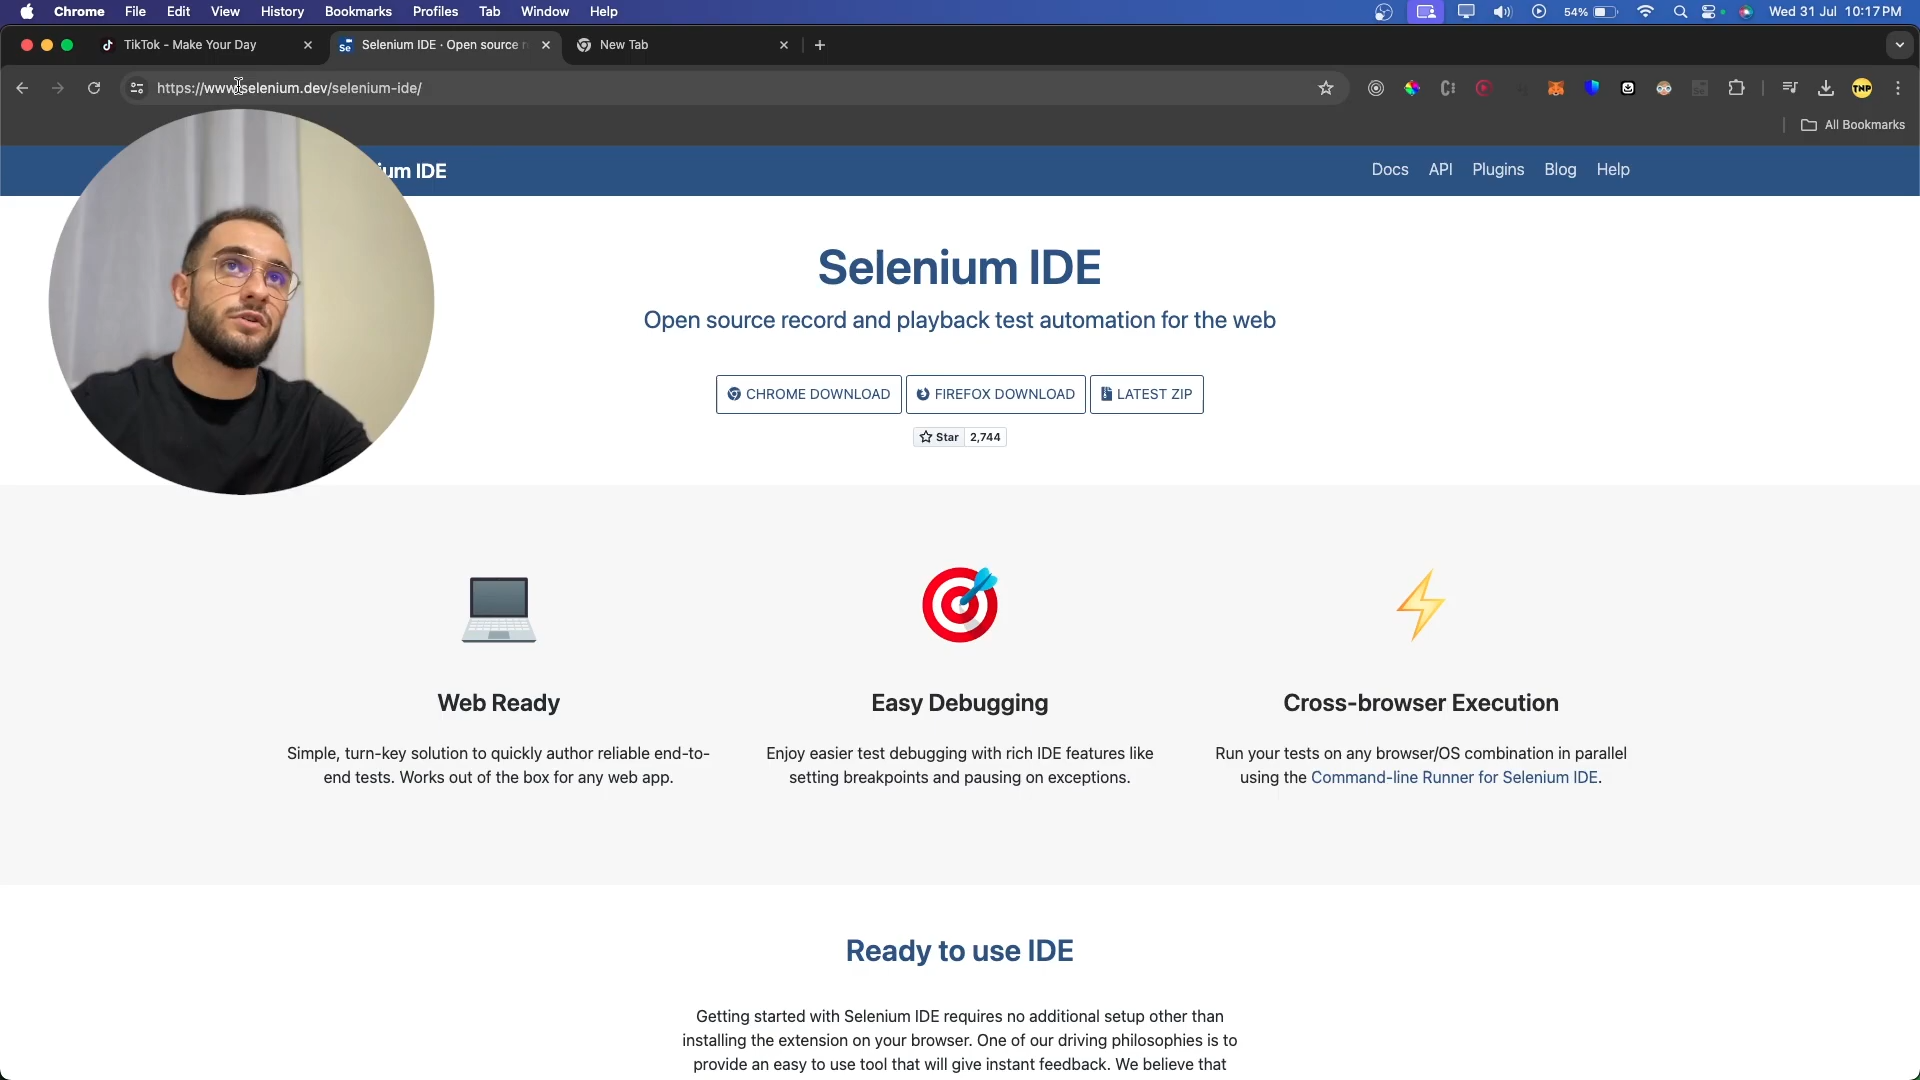 Chrome File Edit View History Bookmarks Profiles Tab Window Help
54% Wed 31 Jul 10:17 PM
TikTok - Make Your Day
Selenium IDE · Open source
New Tab
https://www.selenium.dev/selenium-ide/
All Bookmarks
ium IDE
Docs API Plugins Blog Help
Selenium IDE
Open source record and playback test automation for the web
CHROME DOWNLOAD
FIREFOX DOWNLOAD
LATEST ZIP
Star 2,744
Web Ready
Simple, turn-key solution to quickly author reliable end-to-
end tests. Works out of the box for any web app.
Easy Debugging
Enjoy easier test debugging with rich IDE features like
setting breakpoints and pausing on exceptions.
Cross-browser Execution
Run your tests on any browser/OS combination in parallel
using the Command-line Runner for Selenium IDE.
Ready to use IDE
Getting started with Selenium IDE requires no additional setup other than
installing the extension on your browser. One of our driving philosophies is to
provide an easy to use tool that will give instant feedback. We believe that